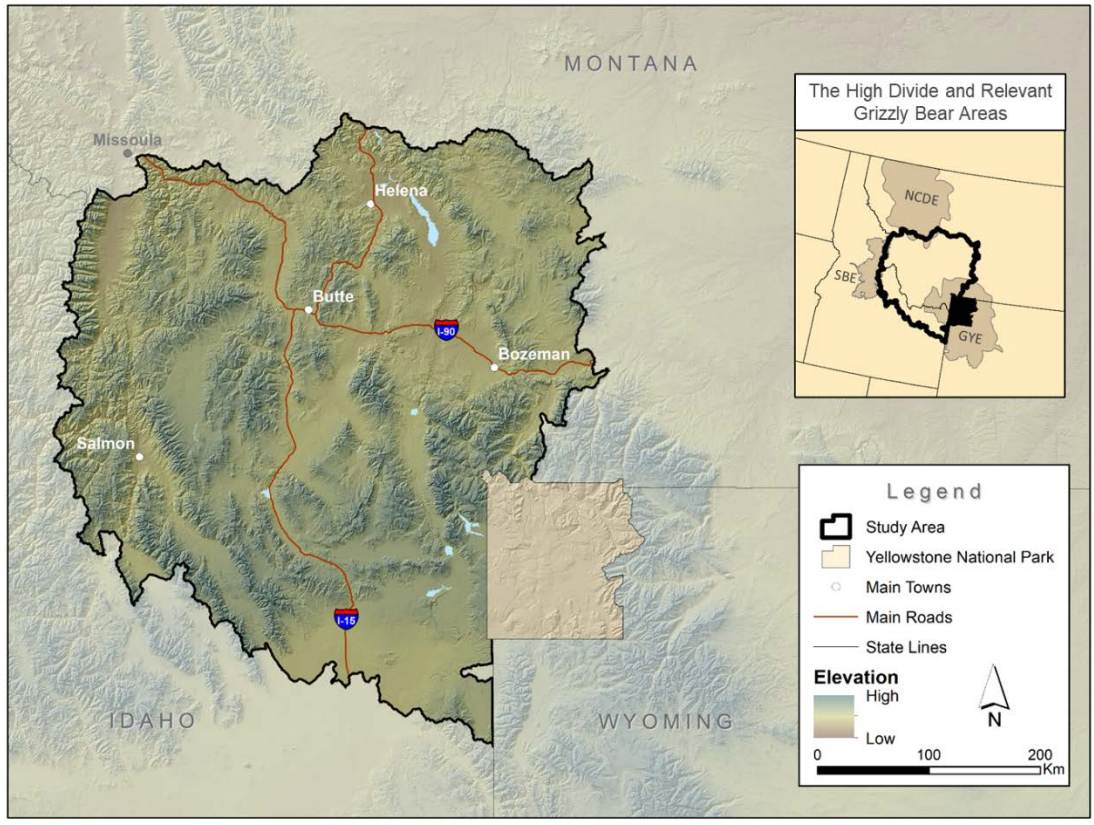 MONTANA
Missoula
Helena
Butte
I-90
Bozeman
Salmon
I-15
IDAHO
WYOMING
The High Divide and Relevant
Grizzly Bear Areas
NCDE
SBE
GYE
Legend
Study Area
Yellowstone National Park
Main Towns
Main Roads
State Lines
Elevation
High
Low
N
0 100 200
Km